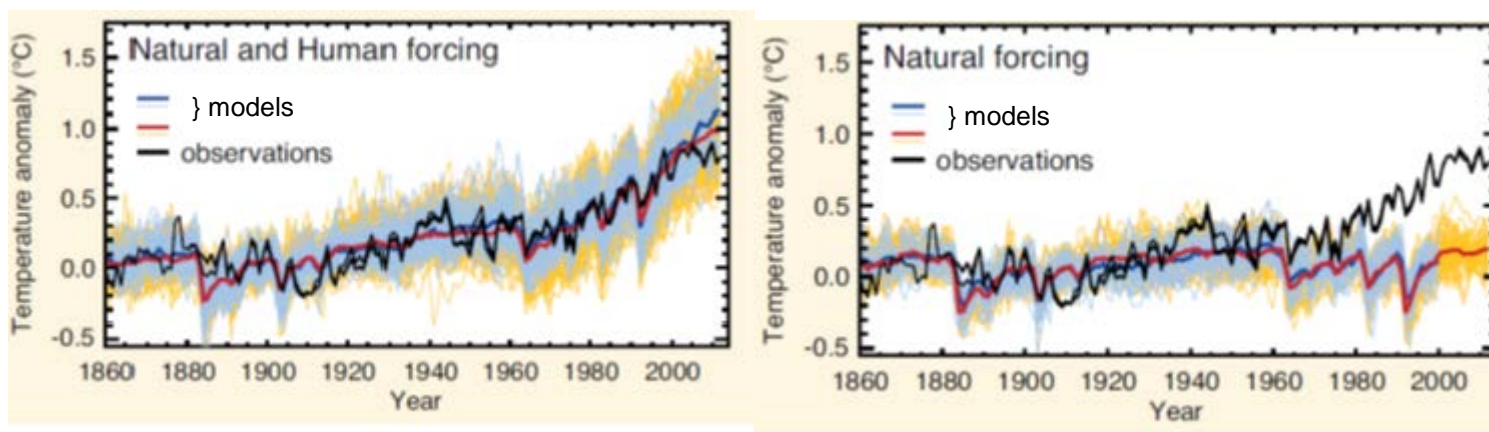 Natural and Human forcing
} models
observations
Temperature anomaly (°C)
1.5
1.0
0.5
0.0
-0.5
1860 1880 1900 1920 1940 1960 1980 2000
Year
Natural forcing
} models
observations
Temperature anomaly (°C)
1.5
1.0
0.5
0.0
-0.5
1860 1880 1900 1920 1940 1960 1980 2000
Year